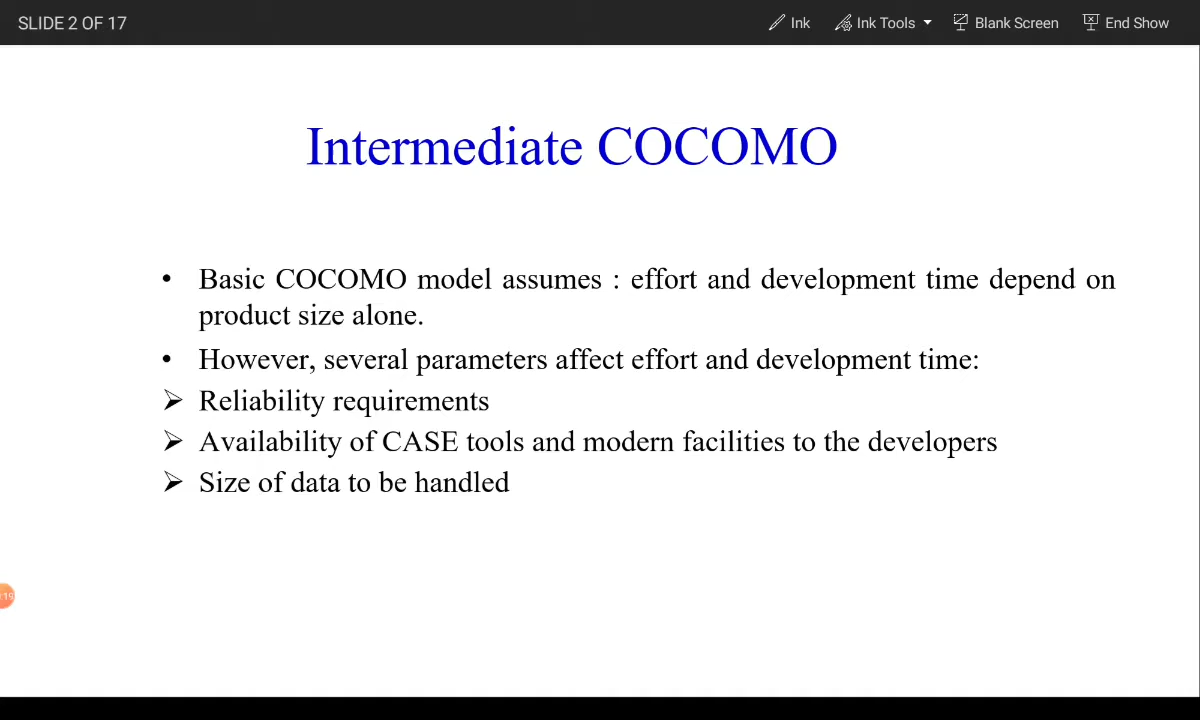 SLIDE 2 OF 17
Ink
Ink Tools
Blank Screen
End Show
Intermediate COCOMO
• Basic COCOMO model assumes : effort and development time depend on
product size alone.
• However, several parameters affect effort and development time:
➢ Reliability requirements
➢ Availability of CASE tools and modern facilities to the developers
➢ Size of data to be handled
:19